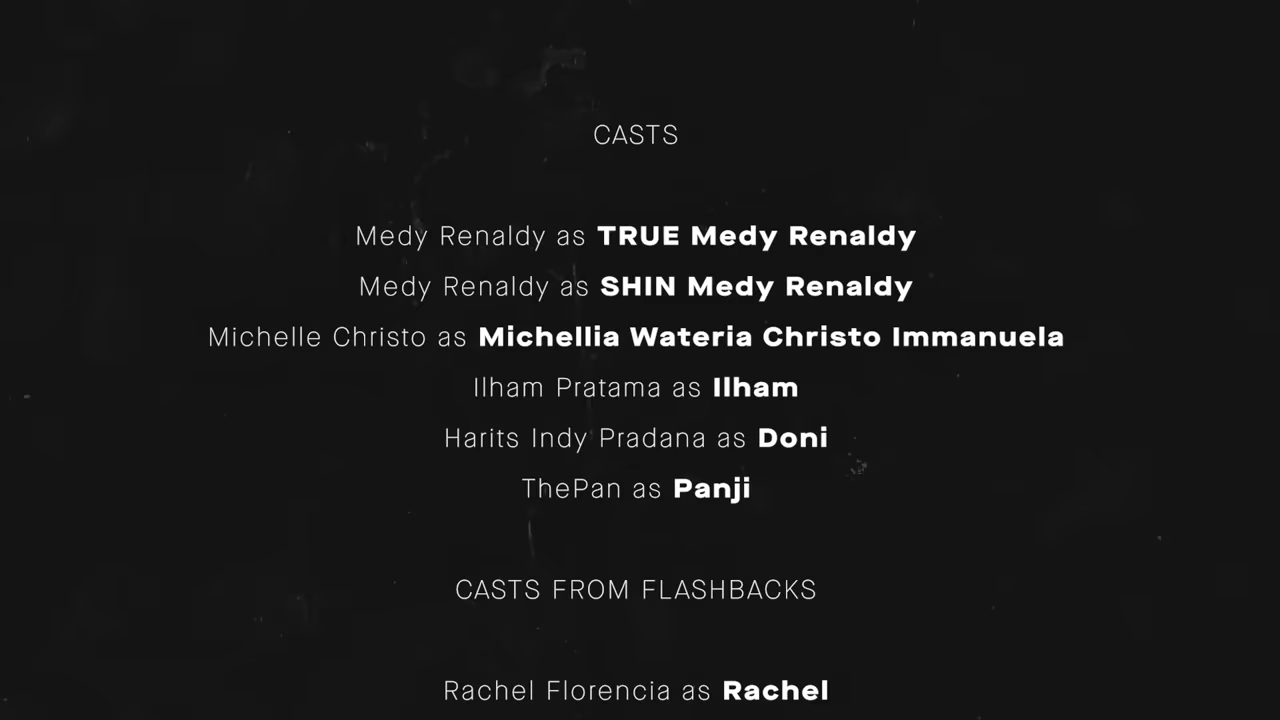 CASTS
Medy Renaldy as TRUE Medy Renaldy
Medy Renaldy as SHIN Medy Renaldy
Michelle Christo as Michellia Wateria Christo Immanuela
Ilham Pratama as Ilham
Harits Indy Pradana as Doni
ThePan as Panji
CASTS FROM FLASHBACKS
Rachel Florencia as Rachel